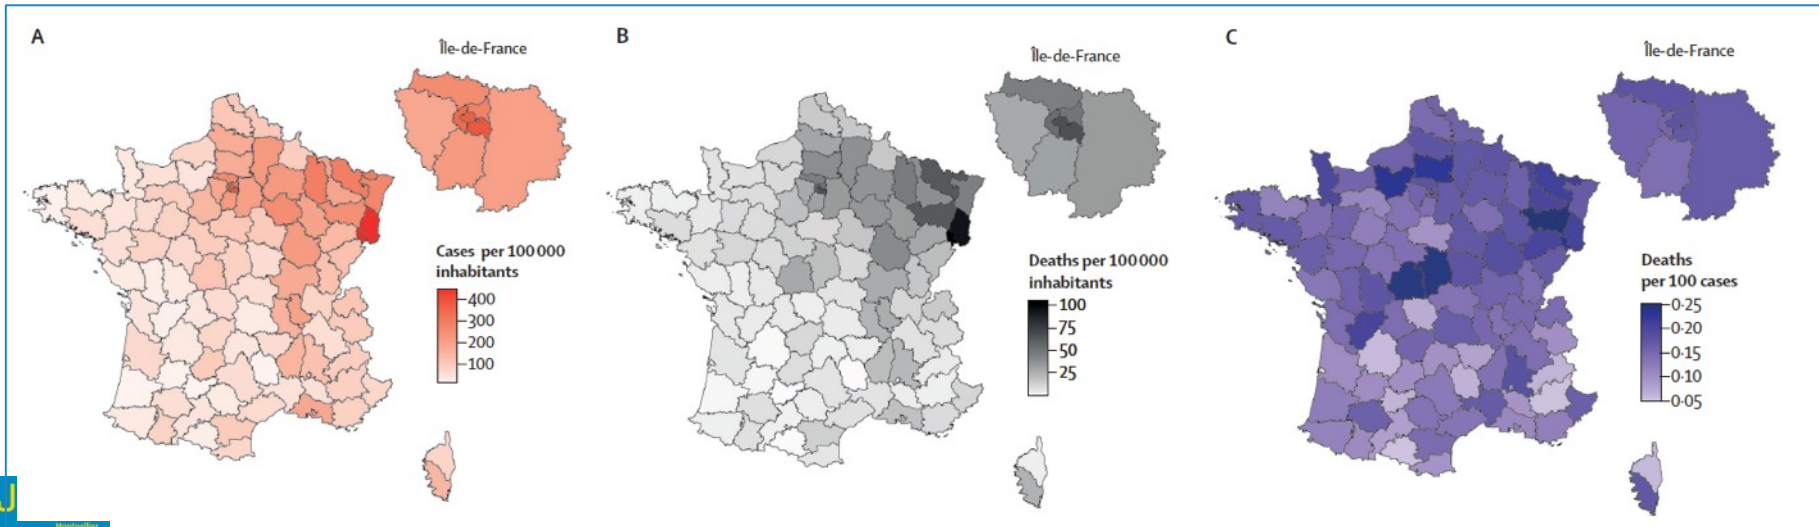 A
Île-de-France
Cases per 100 000
inhabitants
400
300
200
100
B
Île-de-France
Deaths per 100 000
inhabitants
100
75
50
25
C
Île-de-France
Deaths
per 100 cases
0·25
0·20
0·15
0·10
0·05
U
Montpellier